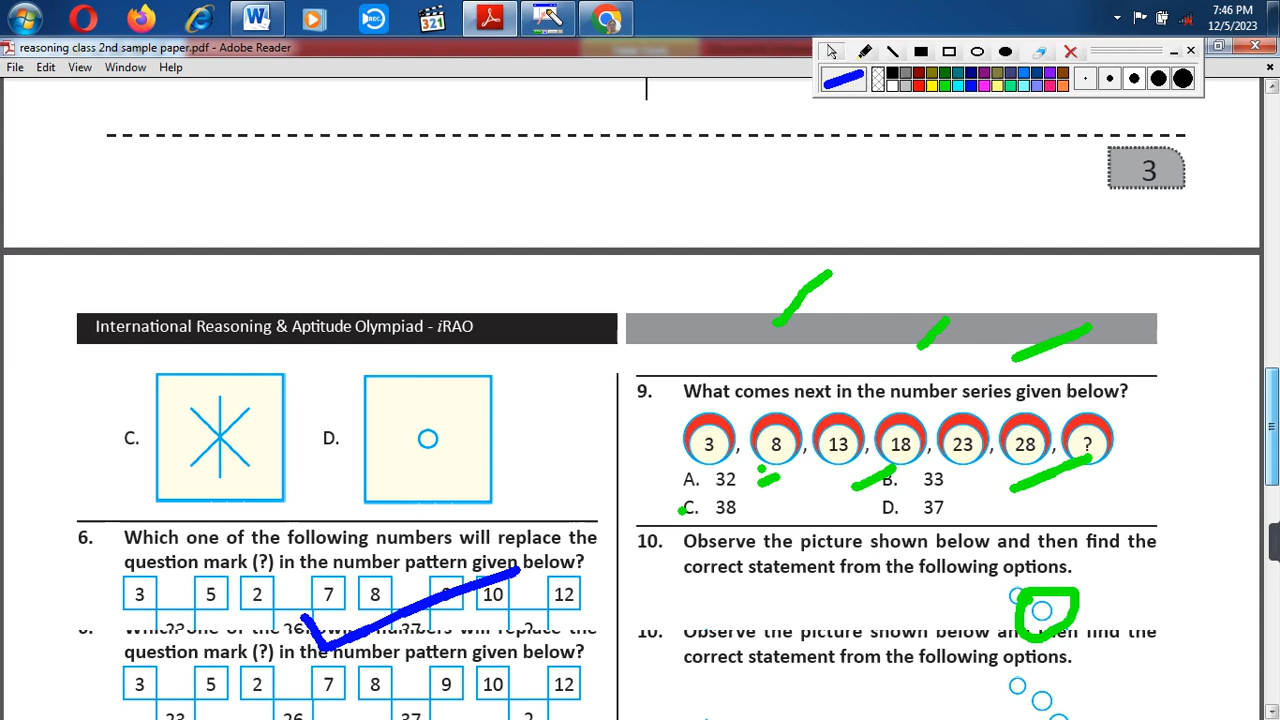 REC
321
7:46 PM
12/5/2023
reasoning class 2nd sample paper.pdf - Adobe Reader
File Edit View Window Help
3
International Reasoning & Aptitude Olympiad - iRAO
C.
D.
6. Which one of the following numbers will replace the
question mark (?) in the number pattern given below?
3 5 2 7 8 9 10 12
question mark (?) in the number pattern given below?
3 5 2 7 8 9 10 12
23 26 37 ?
9. What comes next in the number series given below?
3, 8, 13, 18, 23, 28, ?
A. 32 B. 33
C. 38 D. 37
10. Observe the picture shown below and then find the
correct statement from the following options.
10. Observe the picture shown below and then find the
correct statement from the following options.